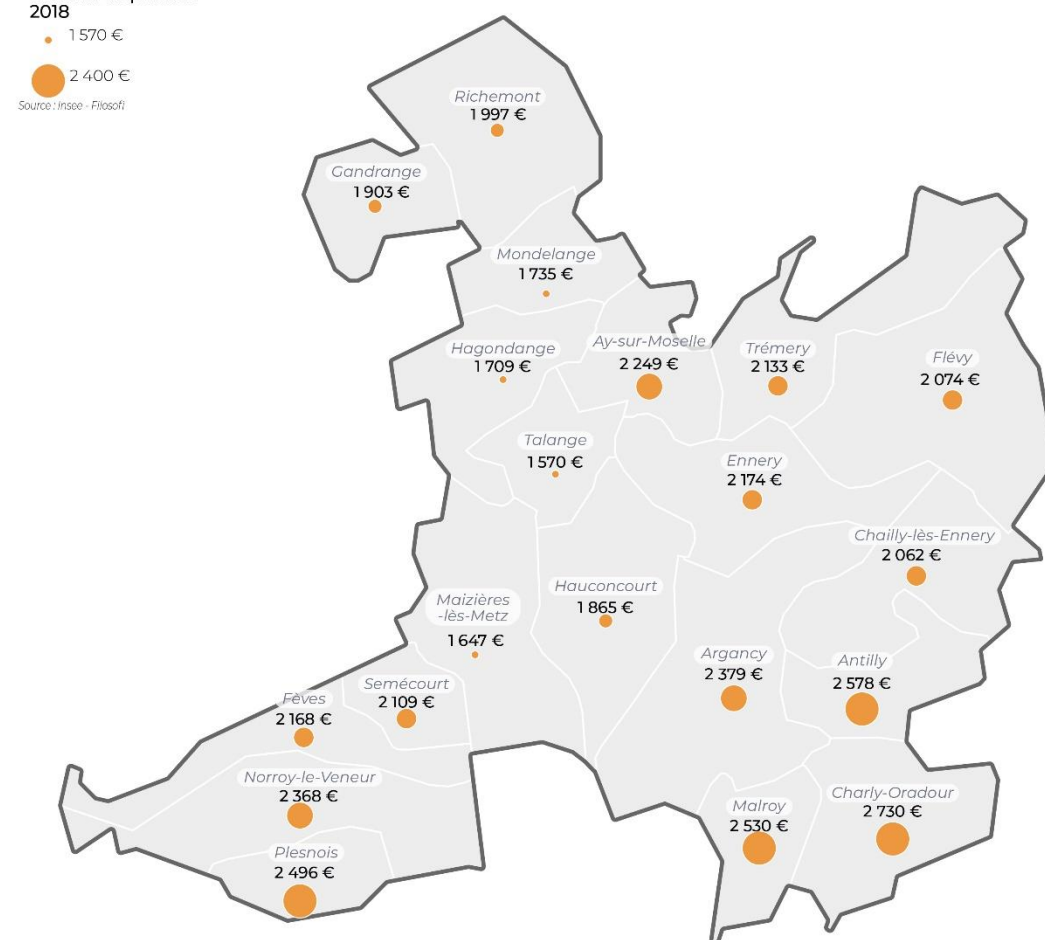 2018
1 570 €
2 400 €
Source : insee - Filosofi
Richemont
1 997 €
Gandrange
1 903 €
Mondelange
1 735 €
Hagondange
1 709 €
Ay-sur-Moselle
2 249 €
Trémery
2 133 €
Flévy
2 074 €
Talange
1 570 €
Ennery
2 174 €
Chailly-lès-Ennery
2 062 €
Maizières
-lès-Metz
1 647 €
Hauconcourt
1 865 €
Argancy
2 379 €
Antilly
2 578 €
Semécourt
2 109 €
Fèves
2 168 €
Norroy-le-Veneur
2 368 €
Malroy
2 530 €
Charly-Oradour
2 730 €
Plesnois
2 496 €